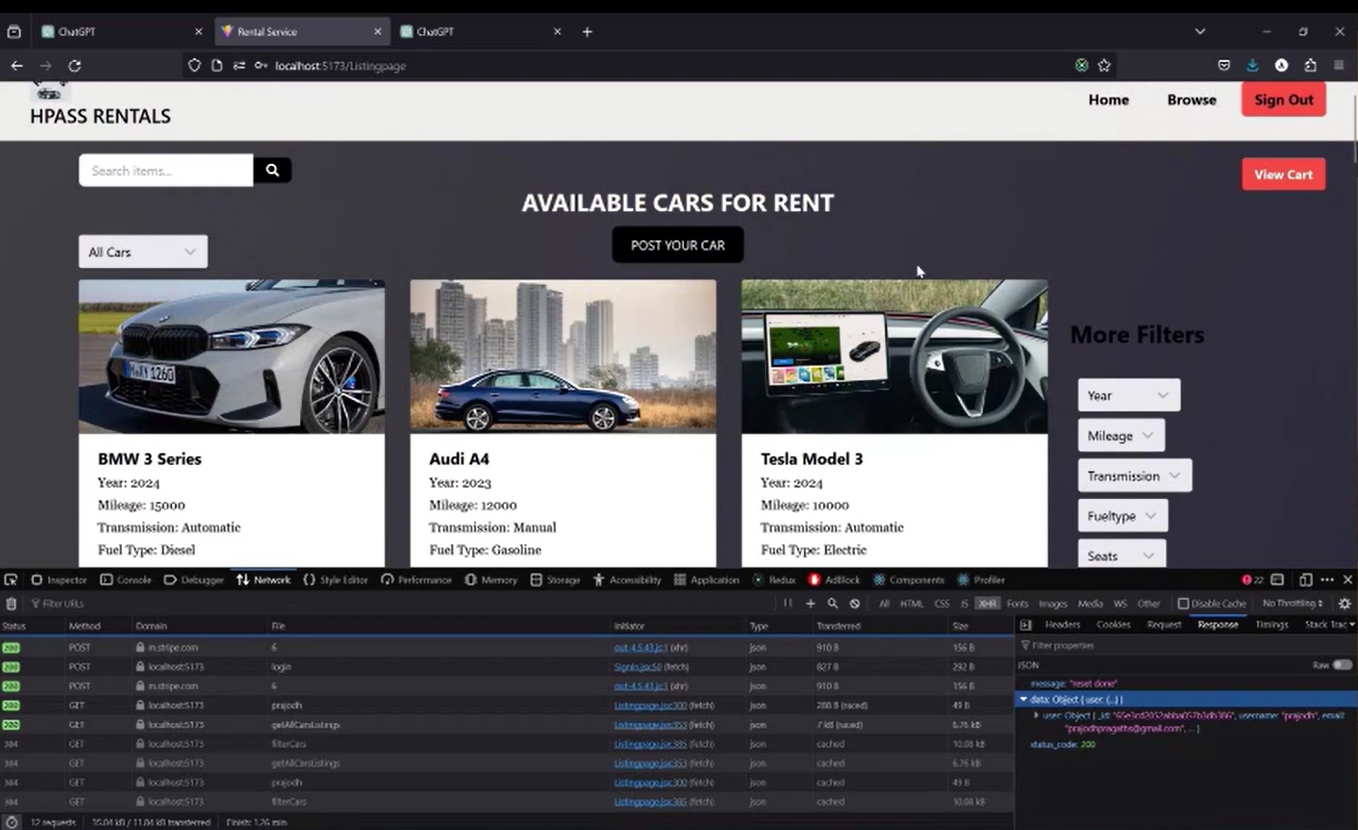 ChatGPT
Rental Service
ChatGPT
localhost:5173/Listingpage
HPASS RENTALS
Home
Browse
Sign Out
Search items...
View Cart
AVAILABLE CARS FOR RENT
POST YOUR CAR
All Cars
More Filters
Year
Mileage
Transmission
Fueltype
Seats
BMW 3 Series
Year: 2024
Mileage: 15000
Transmission: Automatic
Fuel Type: Diesel
Audi A4
Year: 2023
Mileage: 12000
Transmission: Manual
Fuel Type: Gasoline
Tesla Model 3
Year: 2024
Mileage: 10000
Transmission: Automatic
Fuel Type: Electric
Inspector Console Debugger Network Style Editor Performance Memory Storage Accessibility Application Redux AdBlock Components Profiler 22
Filter URLs
All HTML CSS JS XHR Fonts Images Media WS Other Disable Cache No Throttling
Status Method Domain File Initiator Type Transferred Size
200 POST m.stripe.com 6 out-4.5.43.js:1 (xhr) json 910 B 156 B
200 POST localhost:5173 login SignIn.jsx:50 (fetch) json 827 B 292 B
200 POST m.stripe.com 6 out-4.5.43.js:1 (xhr) json 910 B 156 B
200 GET localhost:5173 prajodh Listingpage.jsx:300 (fetch) json 288 B (raced) 49 B
200 GET localhost:5173 getAllCarsListings Listingpage.jsx:353 (fetch) json 7 kB (raced) 6.76 kB
304 GET localhost:5173 filterCars Listingpage.jsx:385 (fetch) json cached 10.08 kB
304 GET localhost:5173 getAllCarsListings Listingpage.jsx:353 (fetch) json cached 6.76 kB
304 GET localhost:5173 prajodh Listingpage.jsx:300 (fetch) json cached 49 B
304 GET localhost:5173 filterCars Listingpage.jsx:385 (fetch) json cached 10.08 kB
12 requests 35.04 kB / 11.84 kB transferred Finish: 1.26 min
Headers Cookies Request Response Timings Stack Trac
Filter properties
JSON Raw
message: "reset done"
data: Object { user: {…} }
user: Object { _id: "65e3cd2052abba057b3db386", username: "prajodh", email:
"prajodhpragaths@gmail.com", … }
status_code: 200